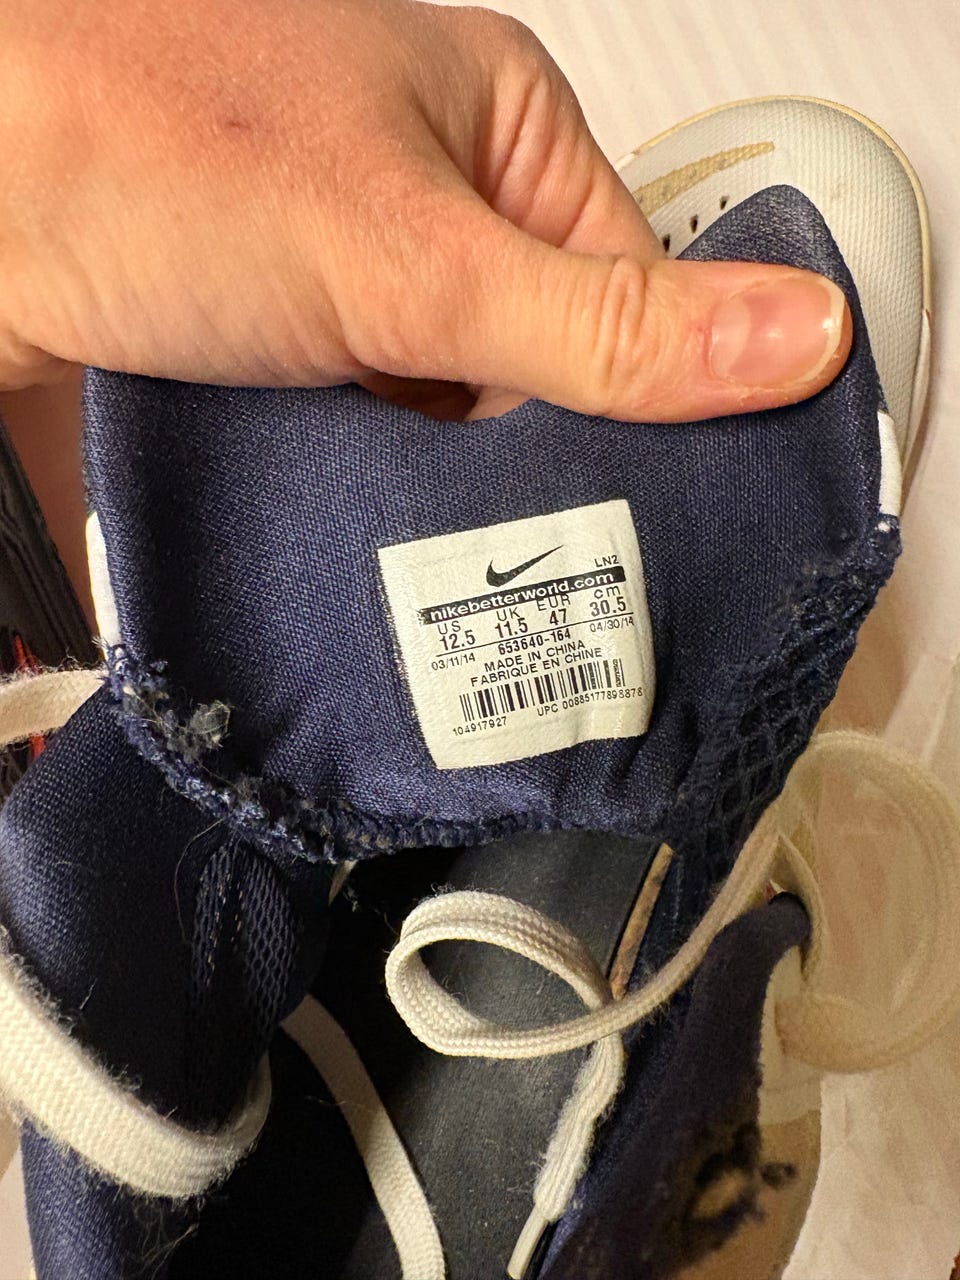 LN2
nikebetterworld.com
US UK EUR cm
12.5 11.5 47 30.5
653640-164
03/11/14 04/30/14
MADE IN CHINA
FABRIQUE EN CHINE
104917927 UPC 00885177898878